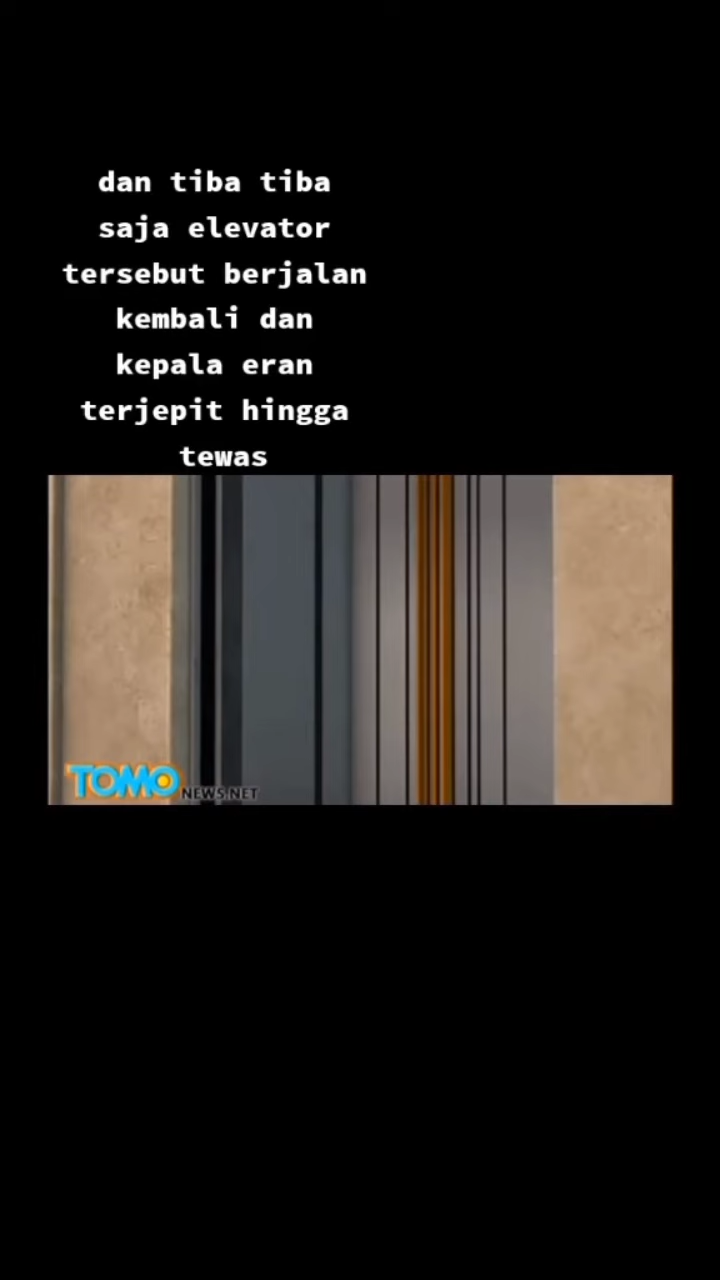 dan tiba tiba
saja elevator
tersebut berjalan
kembali dan
kepala eran
terjepit hingga
tewas
TOMO NEWS.NET